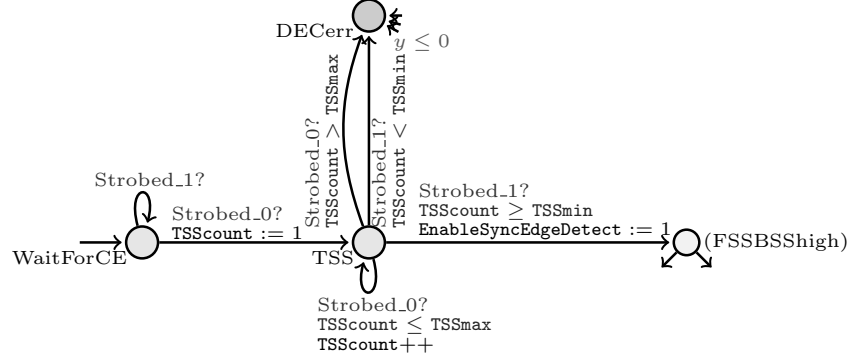 DECerr
y ≤ 0
Strobed_0?
TSScount > TSSmax
Strobed_1?
TSScount < TSSmin
Strobed_1?
Strobed_0?
TSScount := 1
WaitForCE
TSS
Strobed_1?
TSScount ≥ TSSmin
EnableSyncEdgeDetect := 1
(FSSBSShigh)
Strobed_0?
TSScount ≤ TSSmax
TSScount++